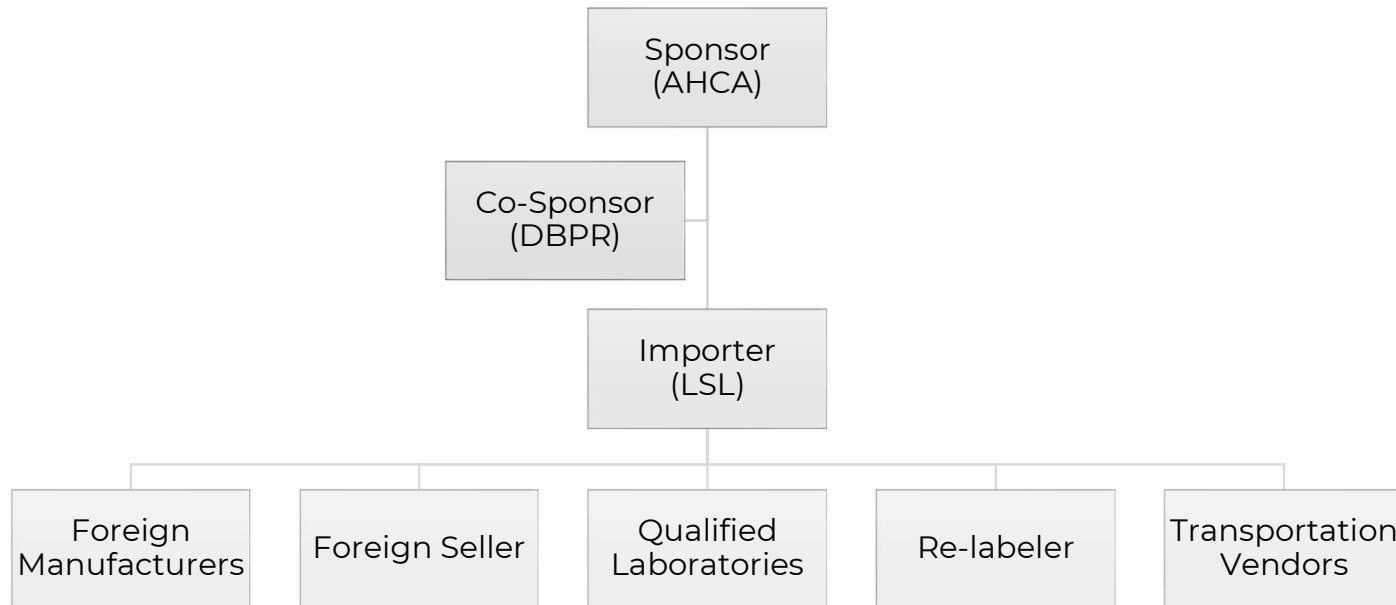 Sponsor
(AHCA)
Co-Sponsor
(DBPR)
Importer
(LSL)
Foreign
Manufacturers
Foreign Seller
Qualified
Laboratories
Re-labeler
Transportation
Vendors